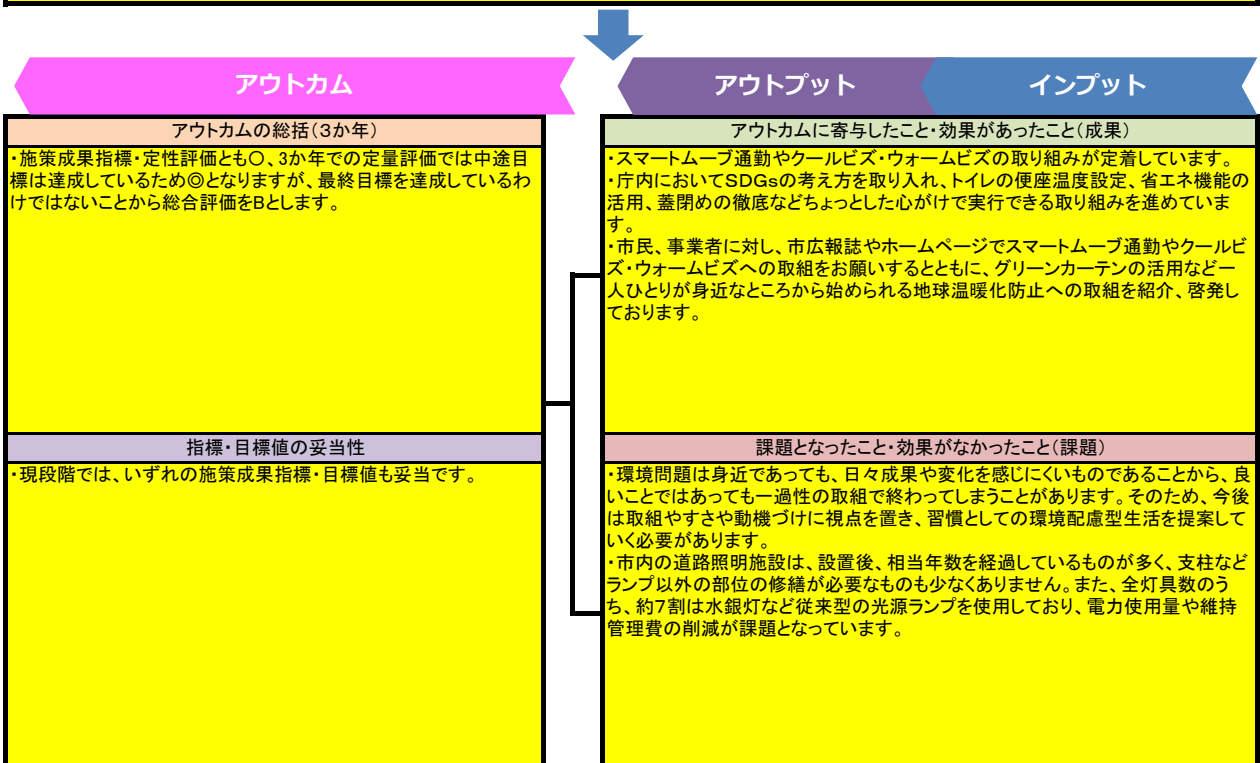 アウトカム
アウトプット
インプット
アウトカムの総括(3か年)
・施策成果指標・定性評価とも〇、3か年での定量評価では中途目
標は達成しているため◎となりますが、最終目標を達成しているわ
けではないことから総合評価をBとします。
指標・目標値の妥当性
・現段階では、いずれの施策成果指標・目標値も妥当です。
アウトカムに寄与したこと・効果があったこと(成果)
・スマートムーブ通勤やクールビズ・ウォームビズの取り組みが定着しています。
・庁内においてSDGsの考え方を取り入れ、トイレの便座温度設定、省エネ機能の
活用、蓋閉めの徹底などちょっとした心がけで実行できる取り組みを進めていま
す。
・市民、事業者に対し、市広報誌やホームページでスマートムーブ通勤やクールビ
ズ・ウォームビズへの取組をお願いするとともに、グリーンカーテンの活用など一
人ひとりが身近なところから始められる地球温暖化防止への取組を紹介、啓発し
ております。
課題となったこと・効果がなかったこと(課題)
・環境問題は身近であっても、日々成果や変化を感じにくいものであることから、良
いことではあっても一過性の取組で終わってしまうことがあります。そのため、今後
は取組やすさや動機づけに視点を置き、習慣としての環境配慮型生活を提案して
いく必要があります。
・市内の道路照明施設は、設置後、相当年数を経過しているものが多く、支柱など
ランプ以外の部位の修繕が必要なものも少なくありません。また、全灯具数のう
ち、約7割は水銀灯など従来型の光源ランプを使用しており、電力使用量や維持
管理費の削減が課題となっています。